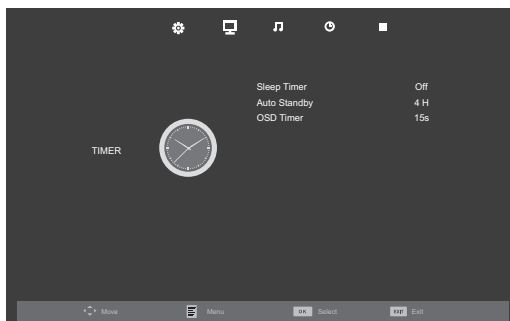 Sleep Timer Off
Auto Standby 4 H
OSD Timer 15s
TIMER
Move Menu OK Select EXIT Exit